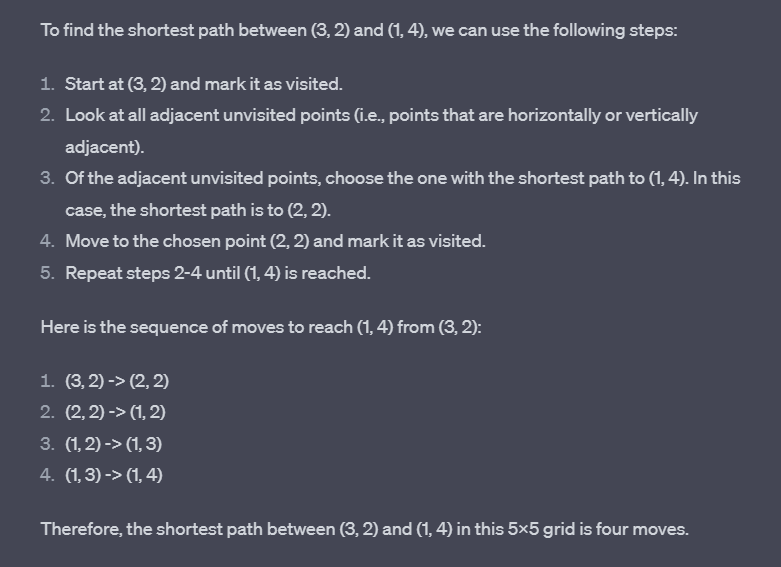 To find the shortest path between (3, 2) and (1, 4), we can use the following steps:
1. Start at (3, 2) and mark it as visited.
2. Look at all adjacent unvisited points (i.e., points that are horizontally or vertically
adjacent).
3. Of the adjacent unvisited points, choose the one with the shortest path to (1, 4). In this
case, the shortest path is to (2, 2).
4. Move to the chosen point (2, 2) and mark it as visited.
5. Repeat steps 2-4 until (1, 4) is reached.
Here is the sequence of moves to reach (1, 4) from (3, 2):
1. (3, 2) -> (2, 2)
2. (2, 2) -> (1, 2)
3. (1, 2) -> (1, 3)
4. (1, 3) -> (1, 4)
Therefore, the shortest path between (3, 2) and (1, 4) in this 5×5 grid is four moves.